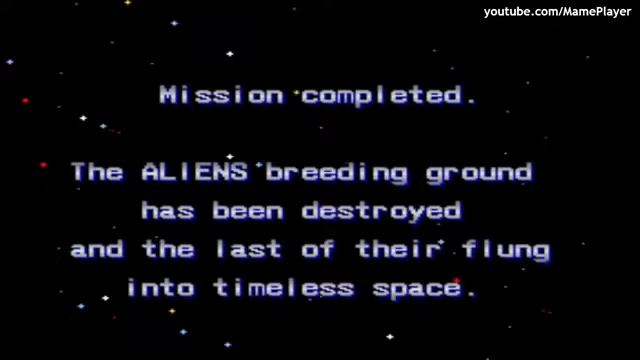 youtube.com/MamePlayer
Mission completed.
The ALIENS breeding ground
has been destroyed
and the last of their flung
into timeless space.